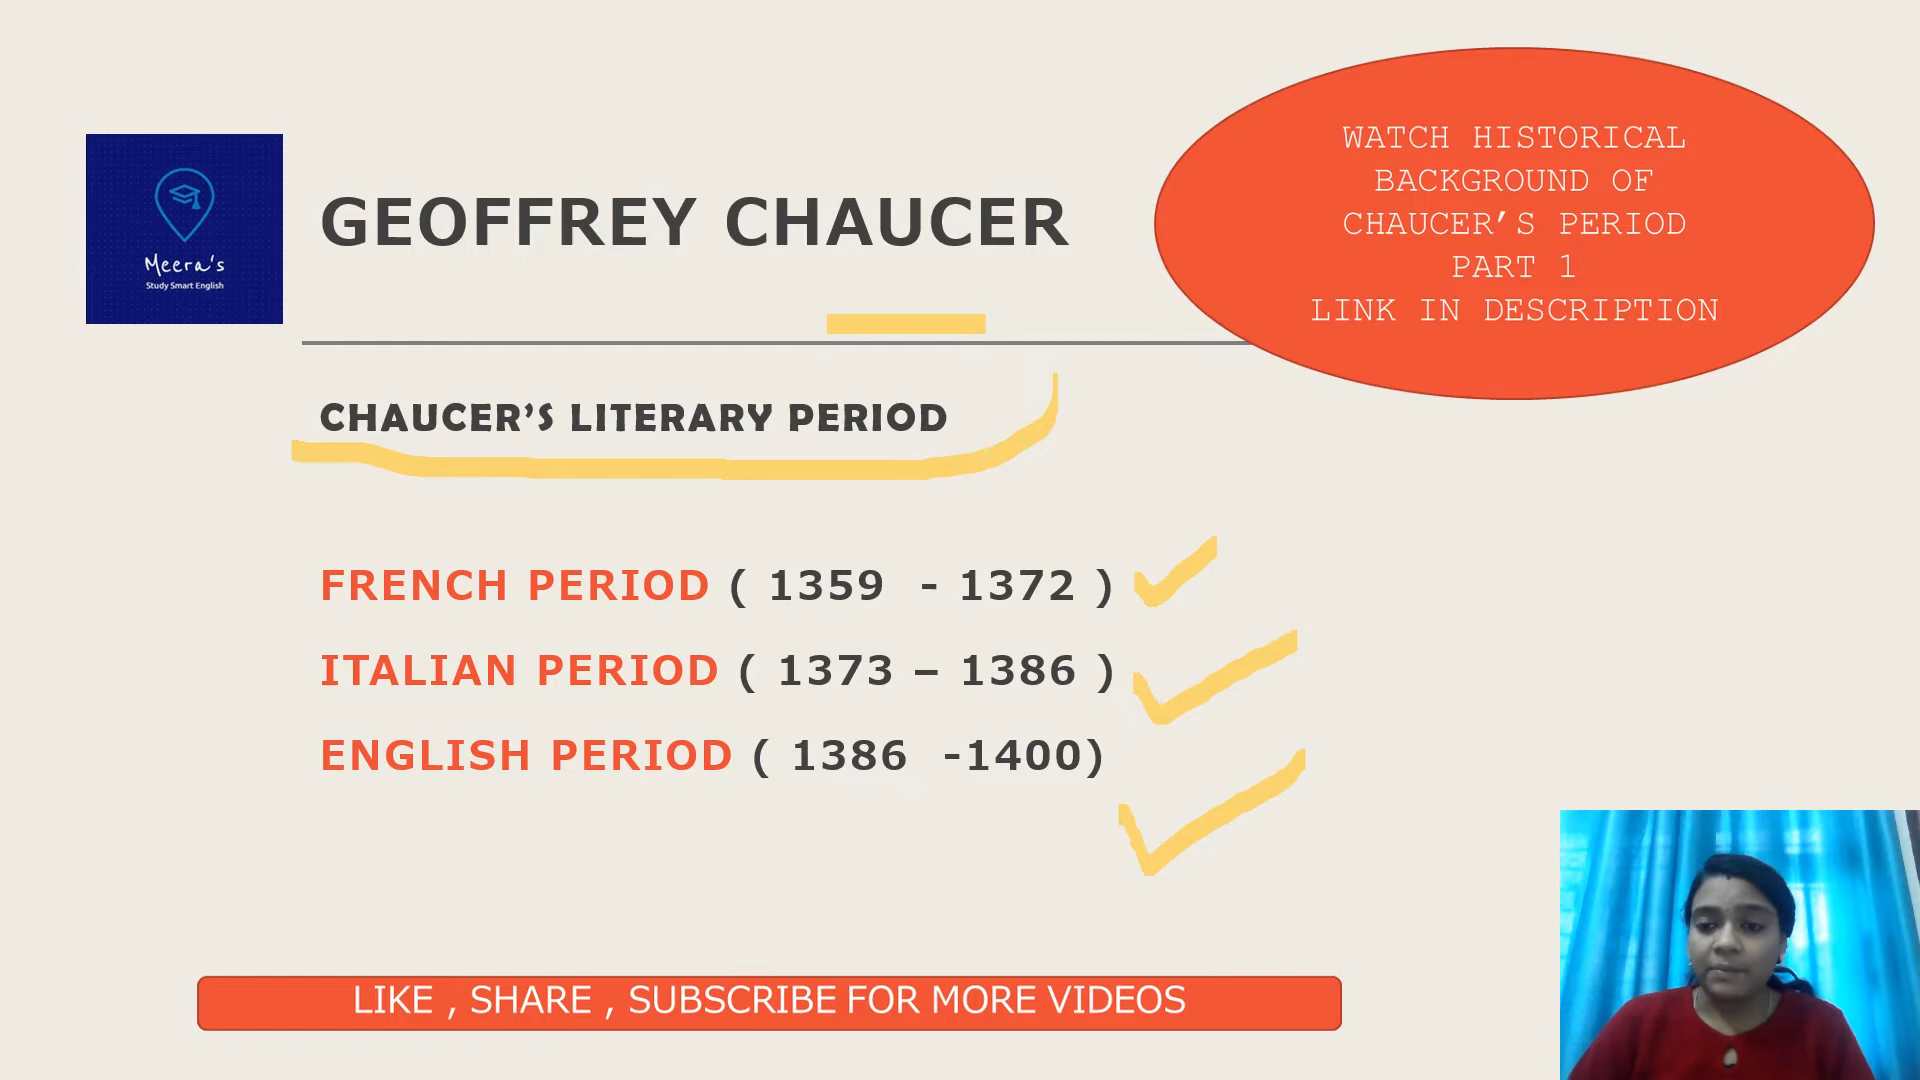 Meera's
Study Smart English
GEOFFREY CHAUCER
WATCH HISTORICAL
BACKGROUND OF
CHAUCER’S PERIOD
PART 1
LINK IN DESCRIPTION
CHAUCER’S LITERARY PERIOD
FRENCH PERIOD ( 1359 - 1372 )
ITALIAN PERIOD ( 1373 – 1386 )
ENGLISH PERIOD ( 1386 -1400)
LIKE , SHARE , SUBSCRIBE FOR MORE VIDEOS